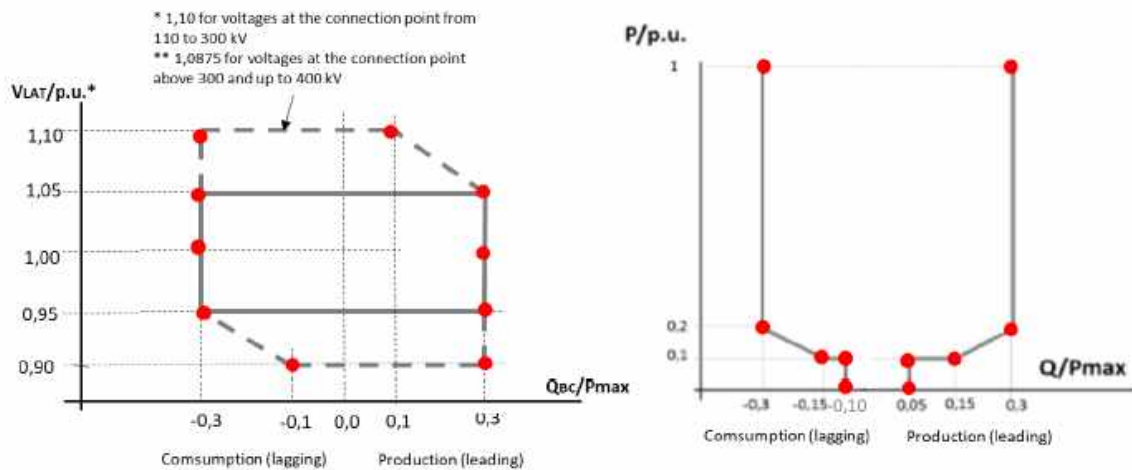 * 1,10 for voltages at the connection point from
110 to 300 kV
** 1,0875 for voltages at the connection point
above 300 and up to 400 kV
VLAT/p.u.*
1,10
1,05
1,00
0,95
0,90
QBC/Pmax
-0,3 -0,1 0,0 0,1 0,3
Comsumption (lagging) Production (leading)
P/p.u.
1
0,2
0,1
Q/Pmax
-0,3 -0,15 -0,10 0,05 0,15 0,3
Comsumption (lagging) Production (leading)